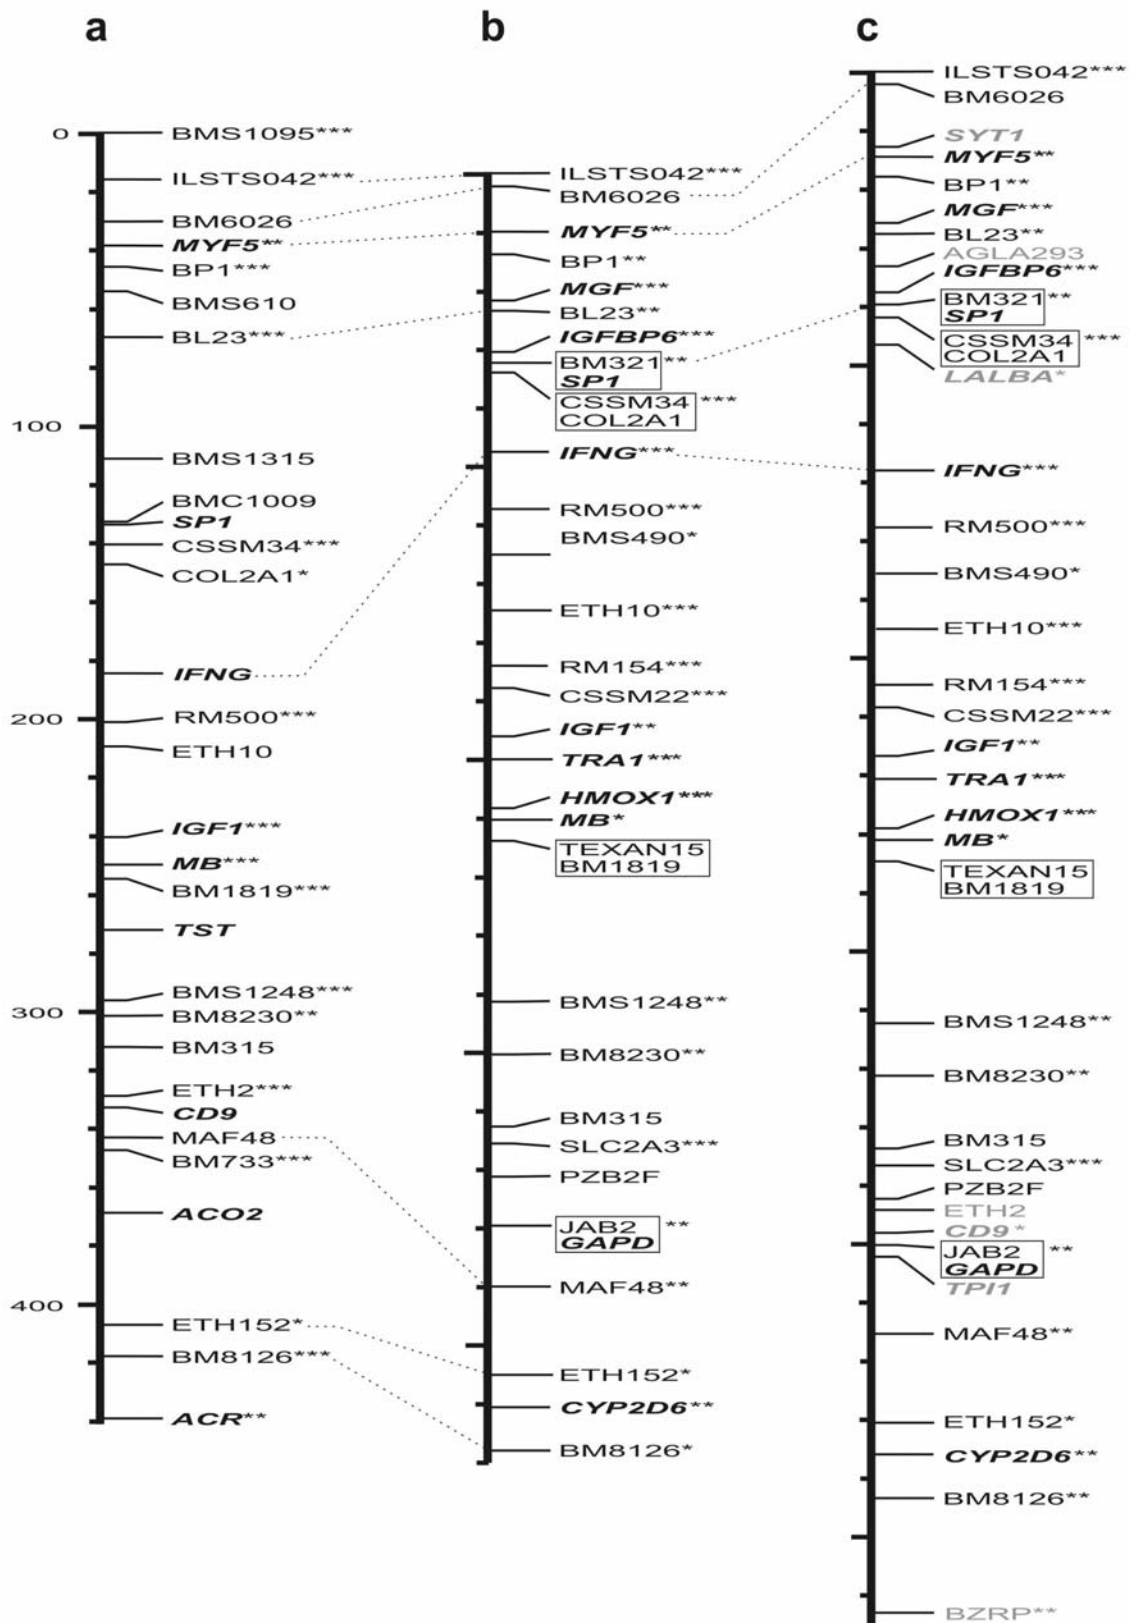 a
b
c
0
100
200
300
400
BMS1095***
ILSTS042***
BM6026
MYF5**
BP1***
BMS610
BL23***
BMS1315
BMC1009
SP1
CSSM34***
COL2A1*
IFNG
RM500***
ETH10
IGF1***
MB***
BM1819***
TST
BMS1248***
BM8230**
BM315
ETH2***
CD9
MAF48
BM733***
ACO2
ETH152*
BM8126***
ACR**
ILSTS042***
BM6026
MYF5**
BP1**
MGF***
BL23**
IGFBP6***
BM321**
SP1
CSSM34 ***
COL2A1
IFNG***
RM500***
BMS490*
ETH10***
RM154***
CSSM22***
IGF1**
TRA1***
HMOX1***
MB*
TEXAN15
BM1819
BMS1248**
BM8230**
BM315
SLC2A3***
PZB2F
JAB2 **
GAPD
MAF48**
ETH152*
CYP2D6**
BM8126*
ILSTS042***
BM6026
SYT1
MYF5**
BP1**
MGF***
BL23**
AGLA293
IGFBP6***
BM321**
SP1
CSSM34 ***
COL2A1
LALBA*
IFNG***
RM500***
BMS490*
ETH10***
RM154***
CSSM22***
IGF1**
TRA1***
HMOX1***
MB*
TEXAN15
BM1819
BMS1248**
BM8230**
BM315
SLC2A3***
PZB2F
ETH2
CD9*
JAB2 **
GAPD
TPI1
MAF48**
ETH152*
CYP2D6**
BM8126**
BZRP**